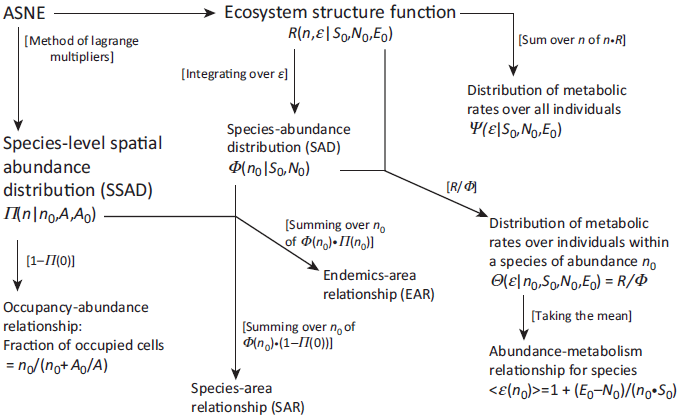 ASNE
Ecosystem structure function
R(n,ε|S₀,N₀,E₀)
[Method of lagrange
multipliers]
[Integrating over ε]
[Sum over n of n•R]
Distribution of metabolic
rates over all individuals
Ψ(ε|S₀,N₀,E₀)
Species-abundance
distribution (SAD)
Φ(n₀|S₀,N₀)
Species-level spatial
abundance
distribution (SSAD)
Π(n|n₀,A,A₀)
[R/Φ]
[Summing over n₀
of Φ(n₀)•Π(n₀)]
Endemics-area
relationship (EAR)
Distribution of metabolic
rates over individuals within
a species of abundance n₀
Θ(ε|n₀,S₀,N₀,E₀) = R/Φ
[1–Π(0)]
Occupancy-abundance
relationship:
Fraction of occupied cells
= n₀/(n₀+A₀/A)
[Summing over n₀ of
Φ(n₀)•(1–Π(0))]
Species-area
relationship (SAR)
[Taking the mean]
Abundance-metabolism
relationship for species
<ε(n₀)>=1 + (E₀–N₀)/(n₀•S₀)